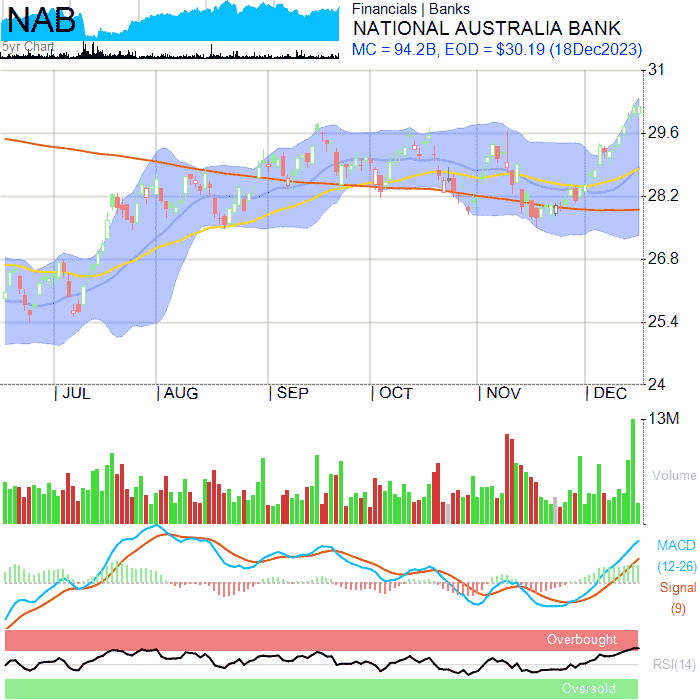 NAB
5yr Chart
Financials | Banks
NATIONAL AUSTRALIA BANK
MC = 94.2B, EOD = $30.19 (18Dec2023)
31
29.6
28.2
26.8
25.4
24
JUL AUG SEP OCT NOV DEC
13M
Volume
MACD
(12-26)
Signal
(9)
Overbought
RSI(14)
Oversold